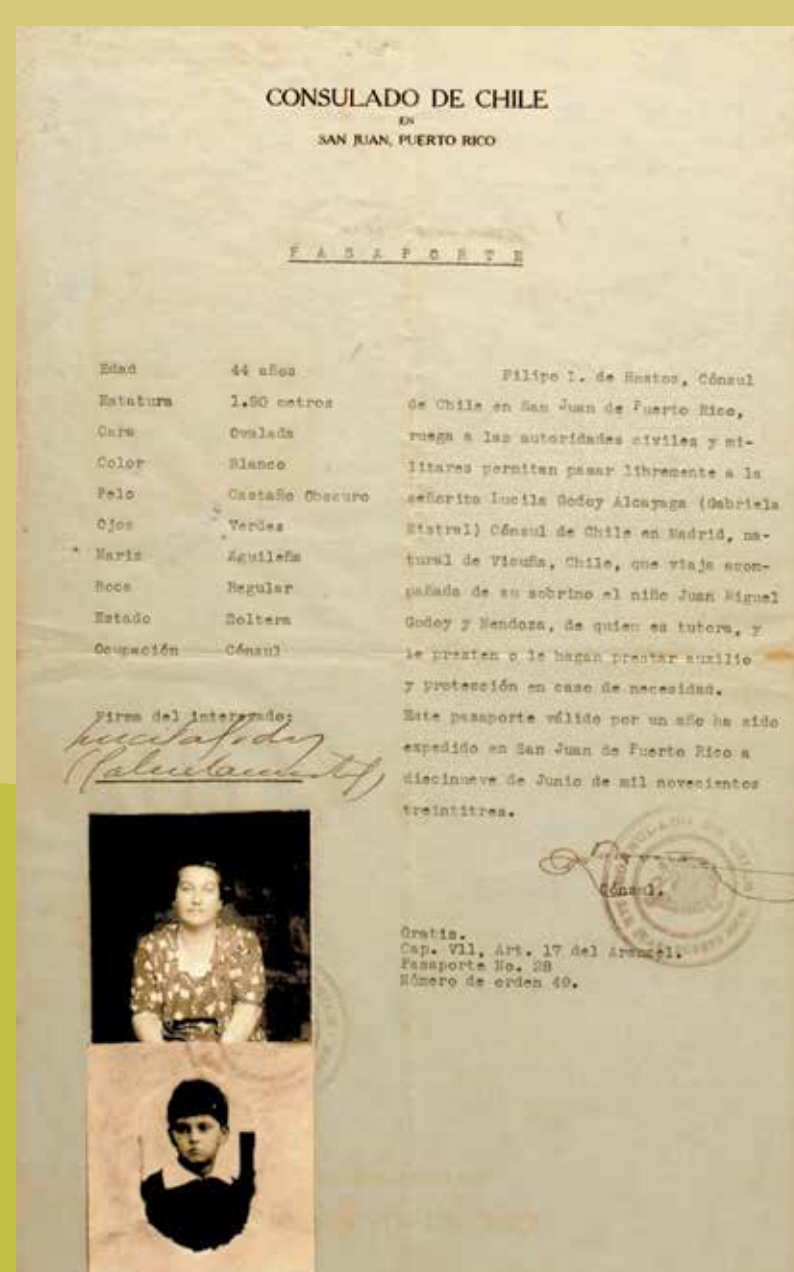 CONSULADO DE CHILE
EN
SAN JUAN, PUERTO RICO
PASAPORTE
Edad 44 años
Estatura 1.80 metros
Cara Ovalada
Color Blanco
Pelo Castaño Obscuro
Ojos Verdes
Nariz Aguileña
Boca Regular
Estado Soltera
Ocupación Cónsul
Firma del interesado:
Lucila Godoy
(Gabriela Mistral)
Filipo I. de Hostos, Cónsul
de Chile en San Juan de Puerto Rico,
ruega a las autoridades civiles y mi-
litares permitan pasar libremente a la
señorita Lucila Godoy Alcayaga (Gabriela
Mistral) Cónsul de Chile en Madrid, na-
tural de Vicuña, Chile, que viaja acom-
pañada de su sobrino el niño Juan Miguel
Godoy y Mendoza, de quien es tutora, y
le presten o le hagan prestar auxilio
y protección en caso de necesidad.
Este pasaporte válido por un año ha sido
expedido en San Juan de Puerto Rico a
diecinueve de Junio de mil novecientos
treintitres.
Cónsul.
Gratis.
Cap. Vll, Art. 17 del Arancel.
Pasaporte No. 28
Número de orden 49.